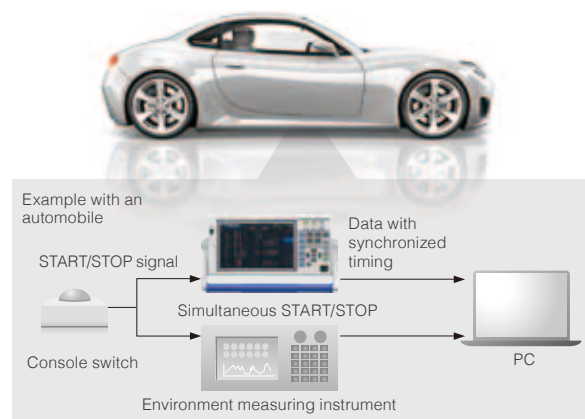 Example with an
automobile
START/STOP signal
Data with
synchronized
timing
Simultaneous START/STOP
Console switch
PC
Environment measuring instrument